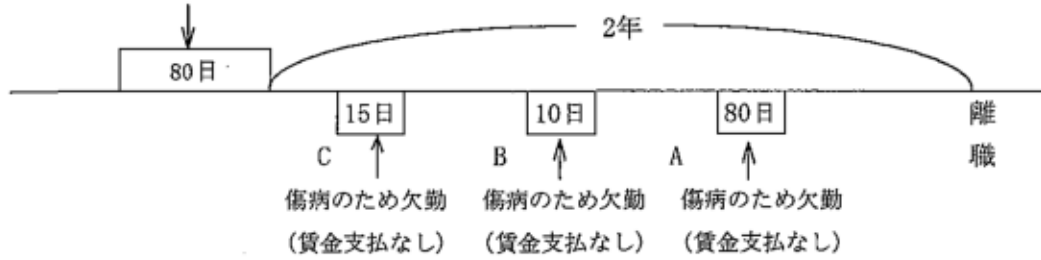 2年
80日
15日
10日
80日
離職
C
B
A
傷病のため欠勤
(賃金支払なし)
傷病のため欠勤
(賃金支払なし)
傷病のため欠勤
(賃金支払なし)